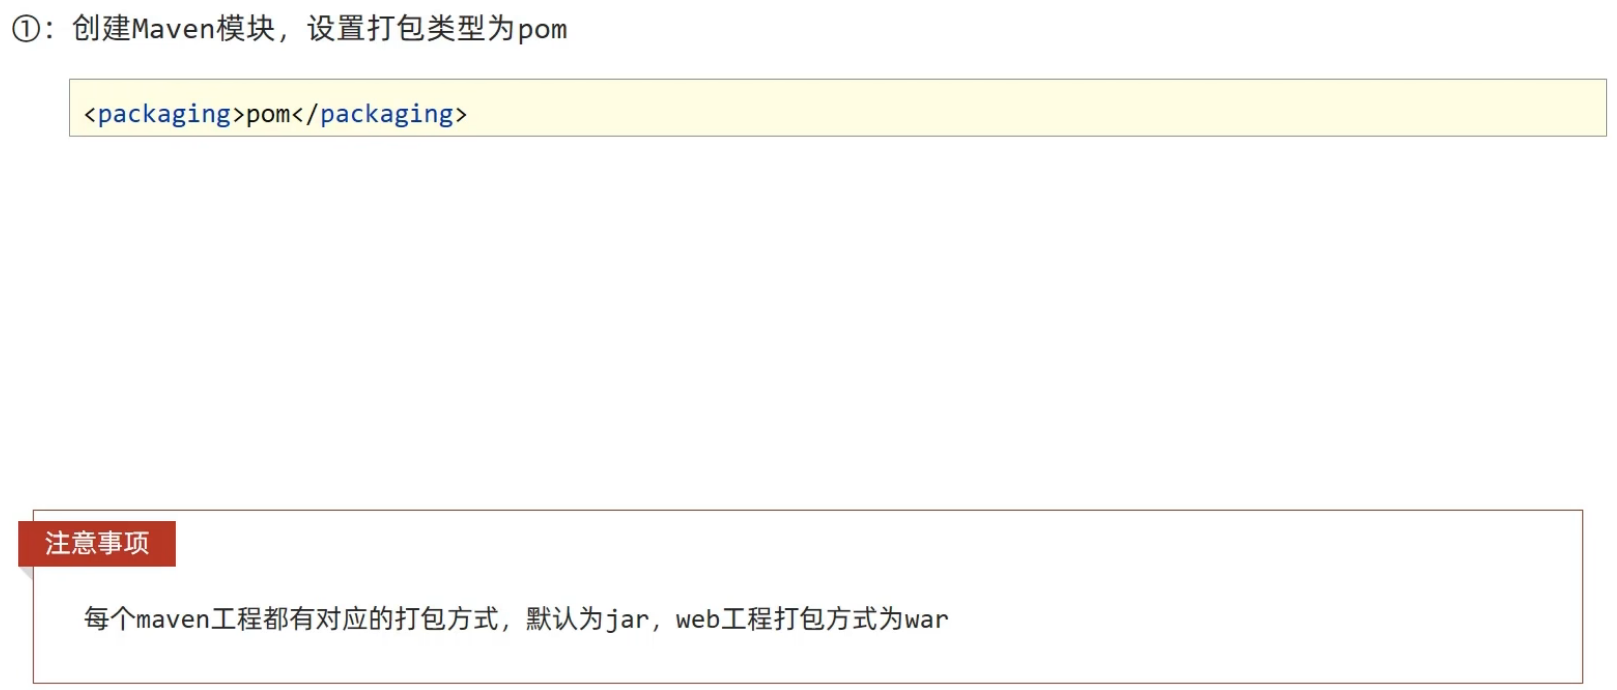 ①：创建Maven模块，设置打包类型为pom
<packaging>pom</packaging>
注意事项
每个maven工程都有对应的打包方式，默认为jar，web工程打包方式为war